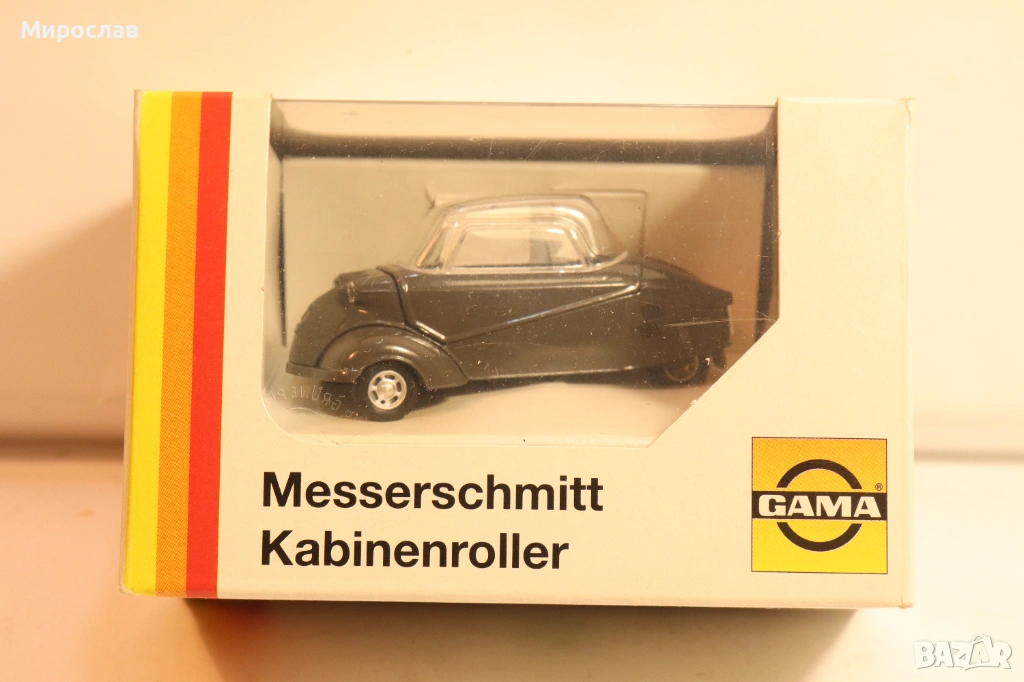 Мирослав
Messerschmitt
Kabinenroller
GAMA®
BAZAR